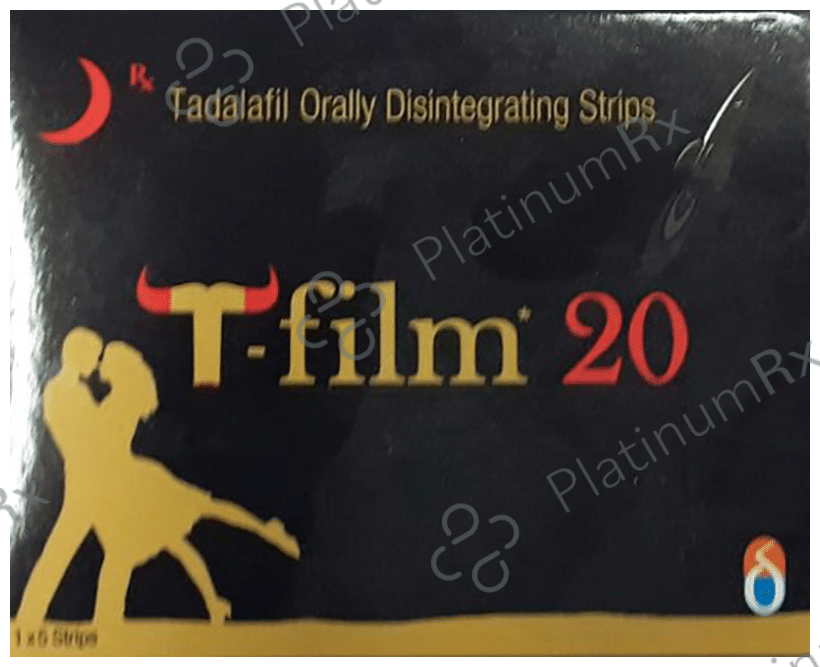 Rx
Tadalafil Orally Disintegrating Strips
T-film* 20
1 x 5 Strips
PlatinumRx
PlatinumRx
PlatinumRx